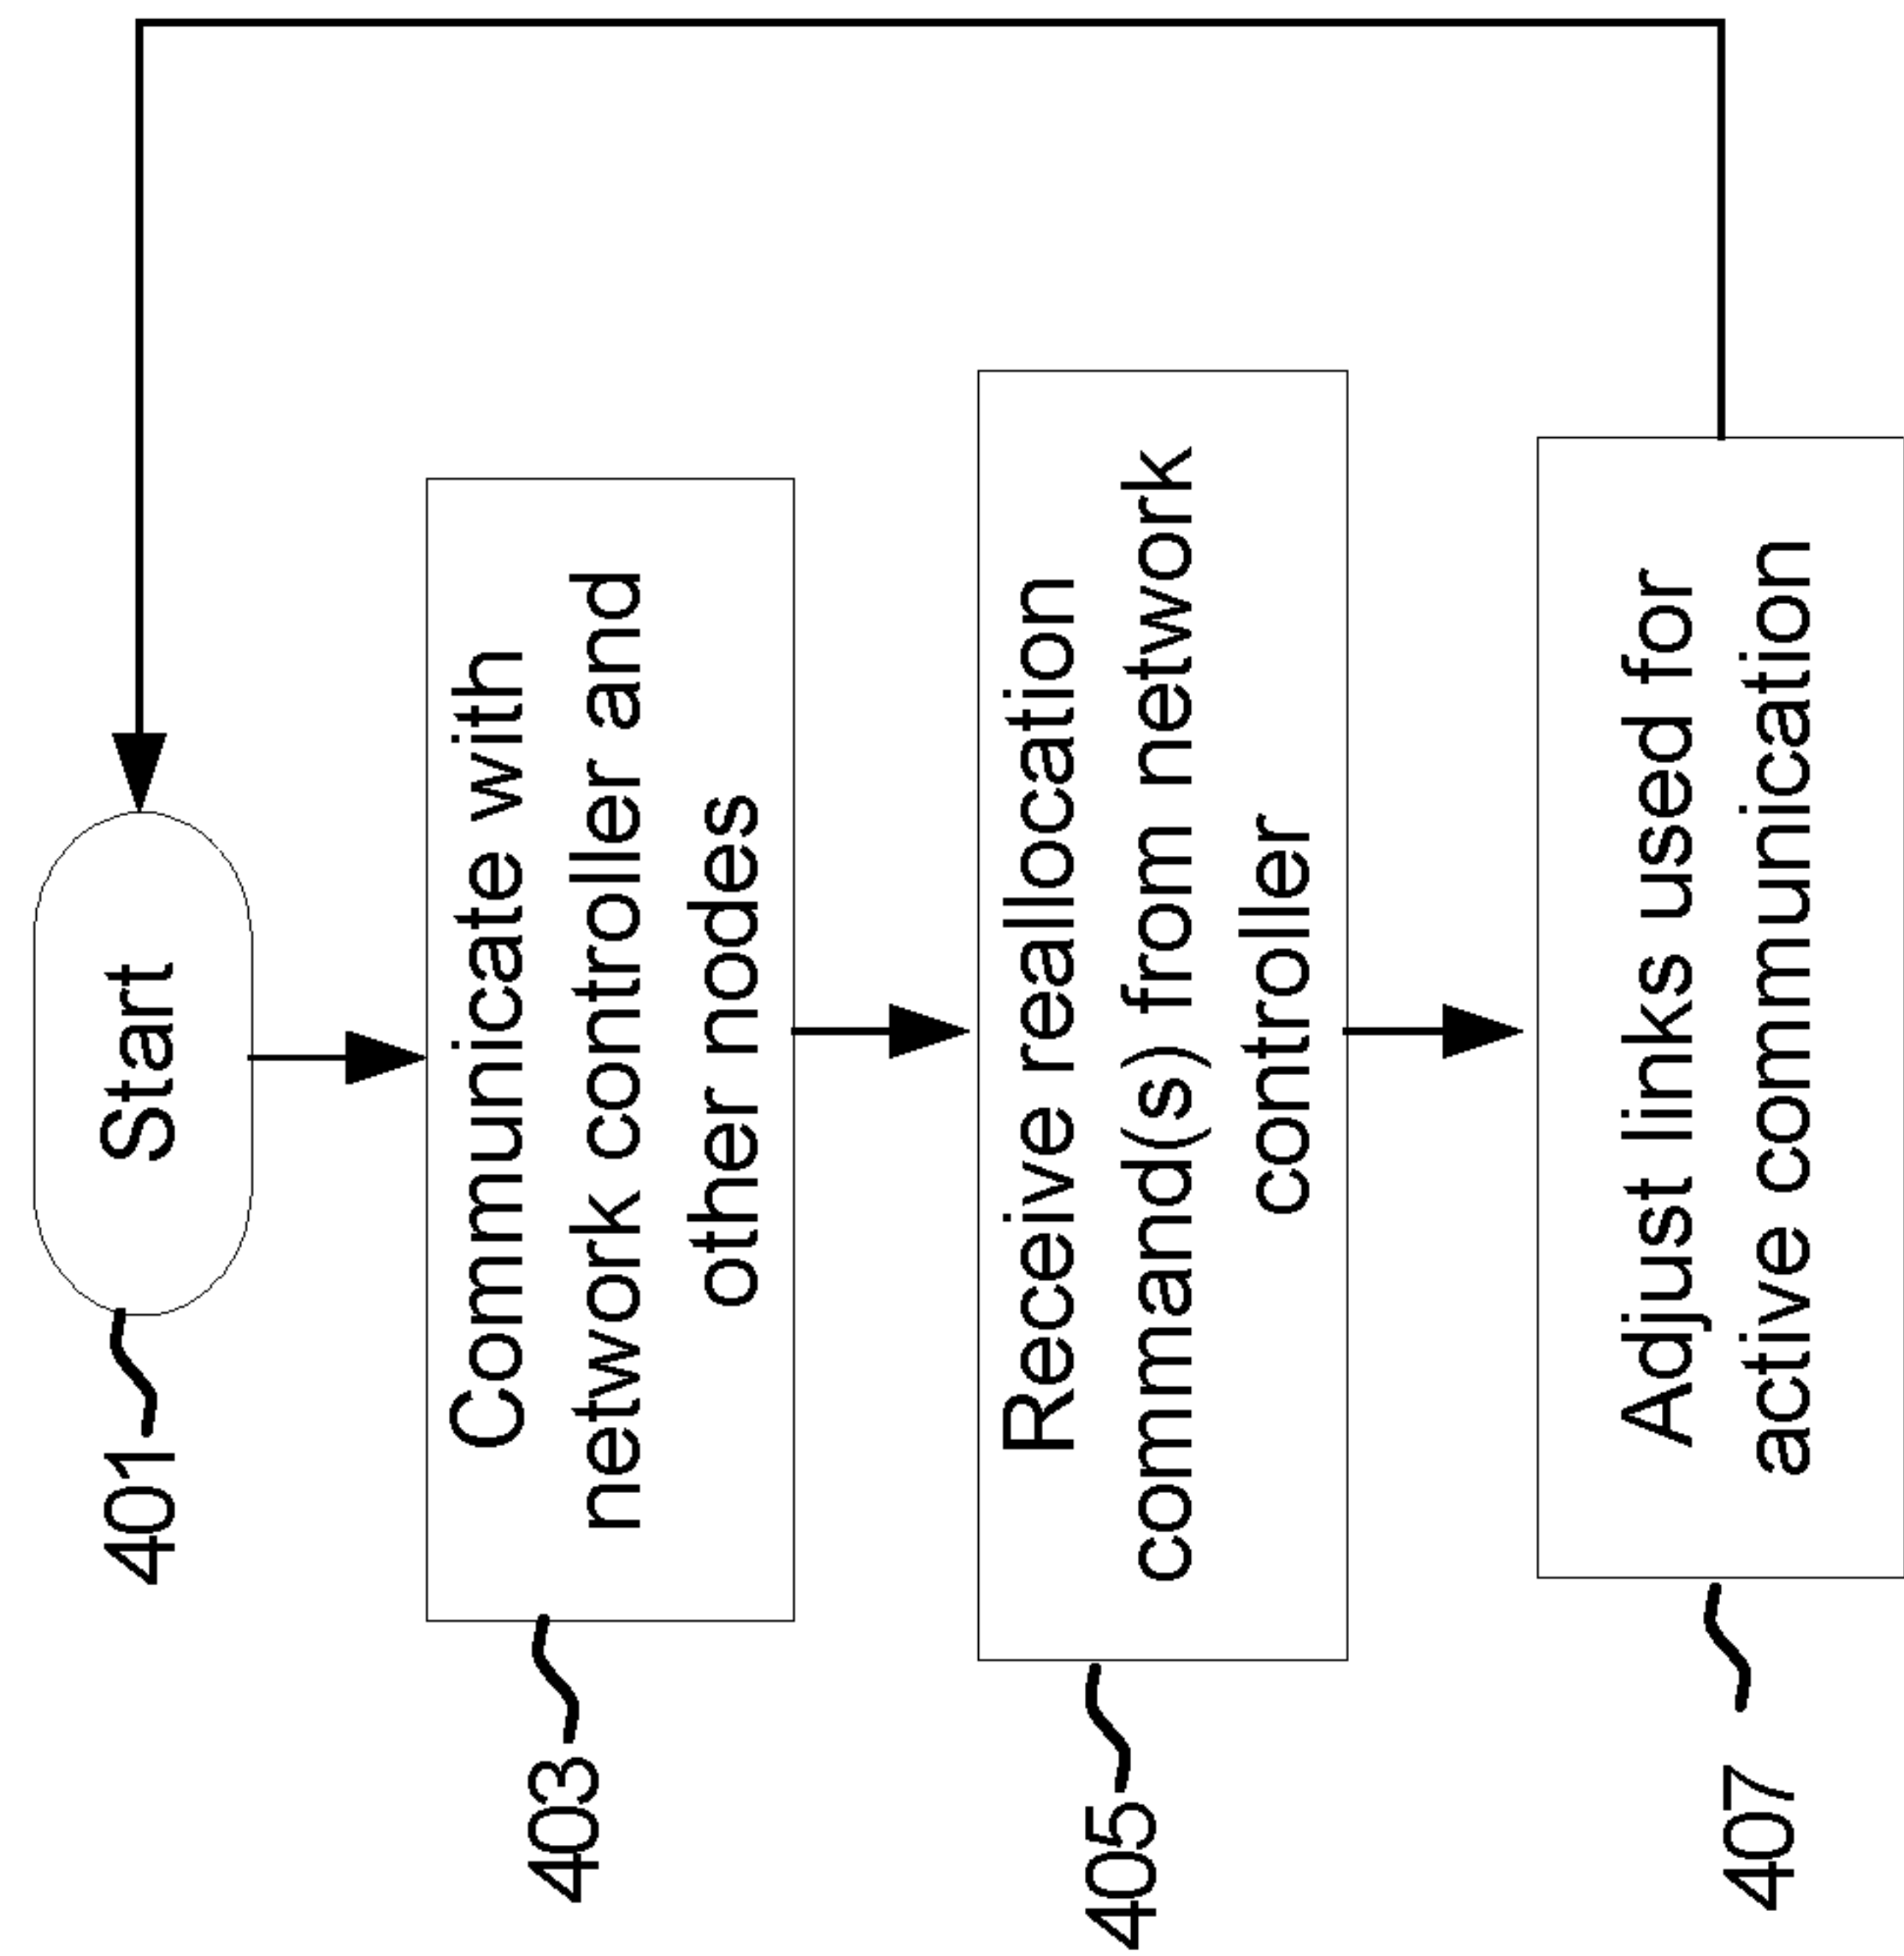 Start
401
Communicate with
network controller and
other nodes
403
Receive reallocation
command(s) from network
controller
405
Adjust links used for
active communication
407